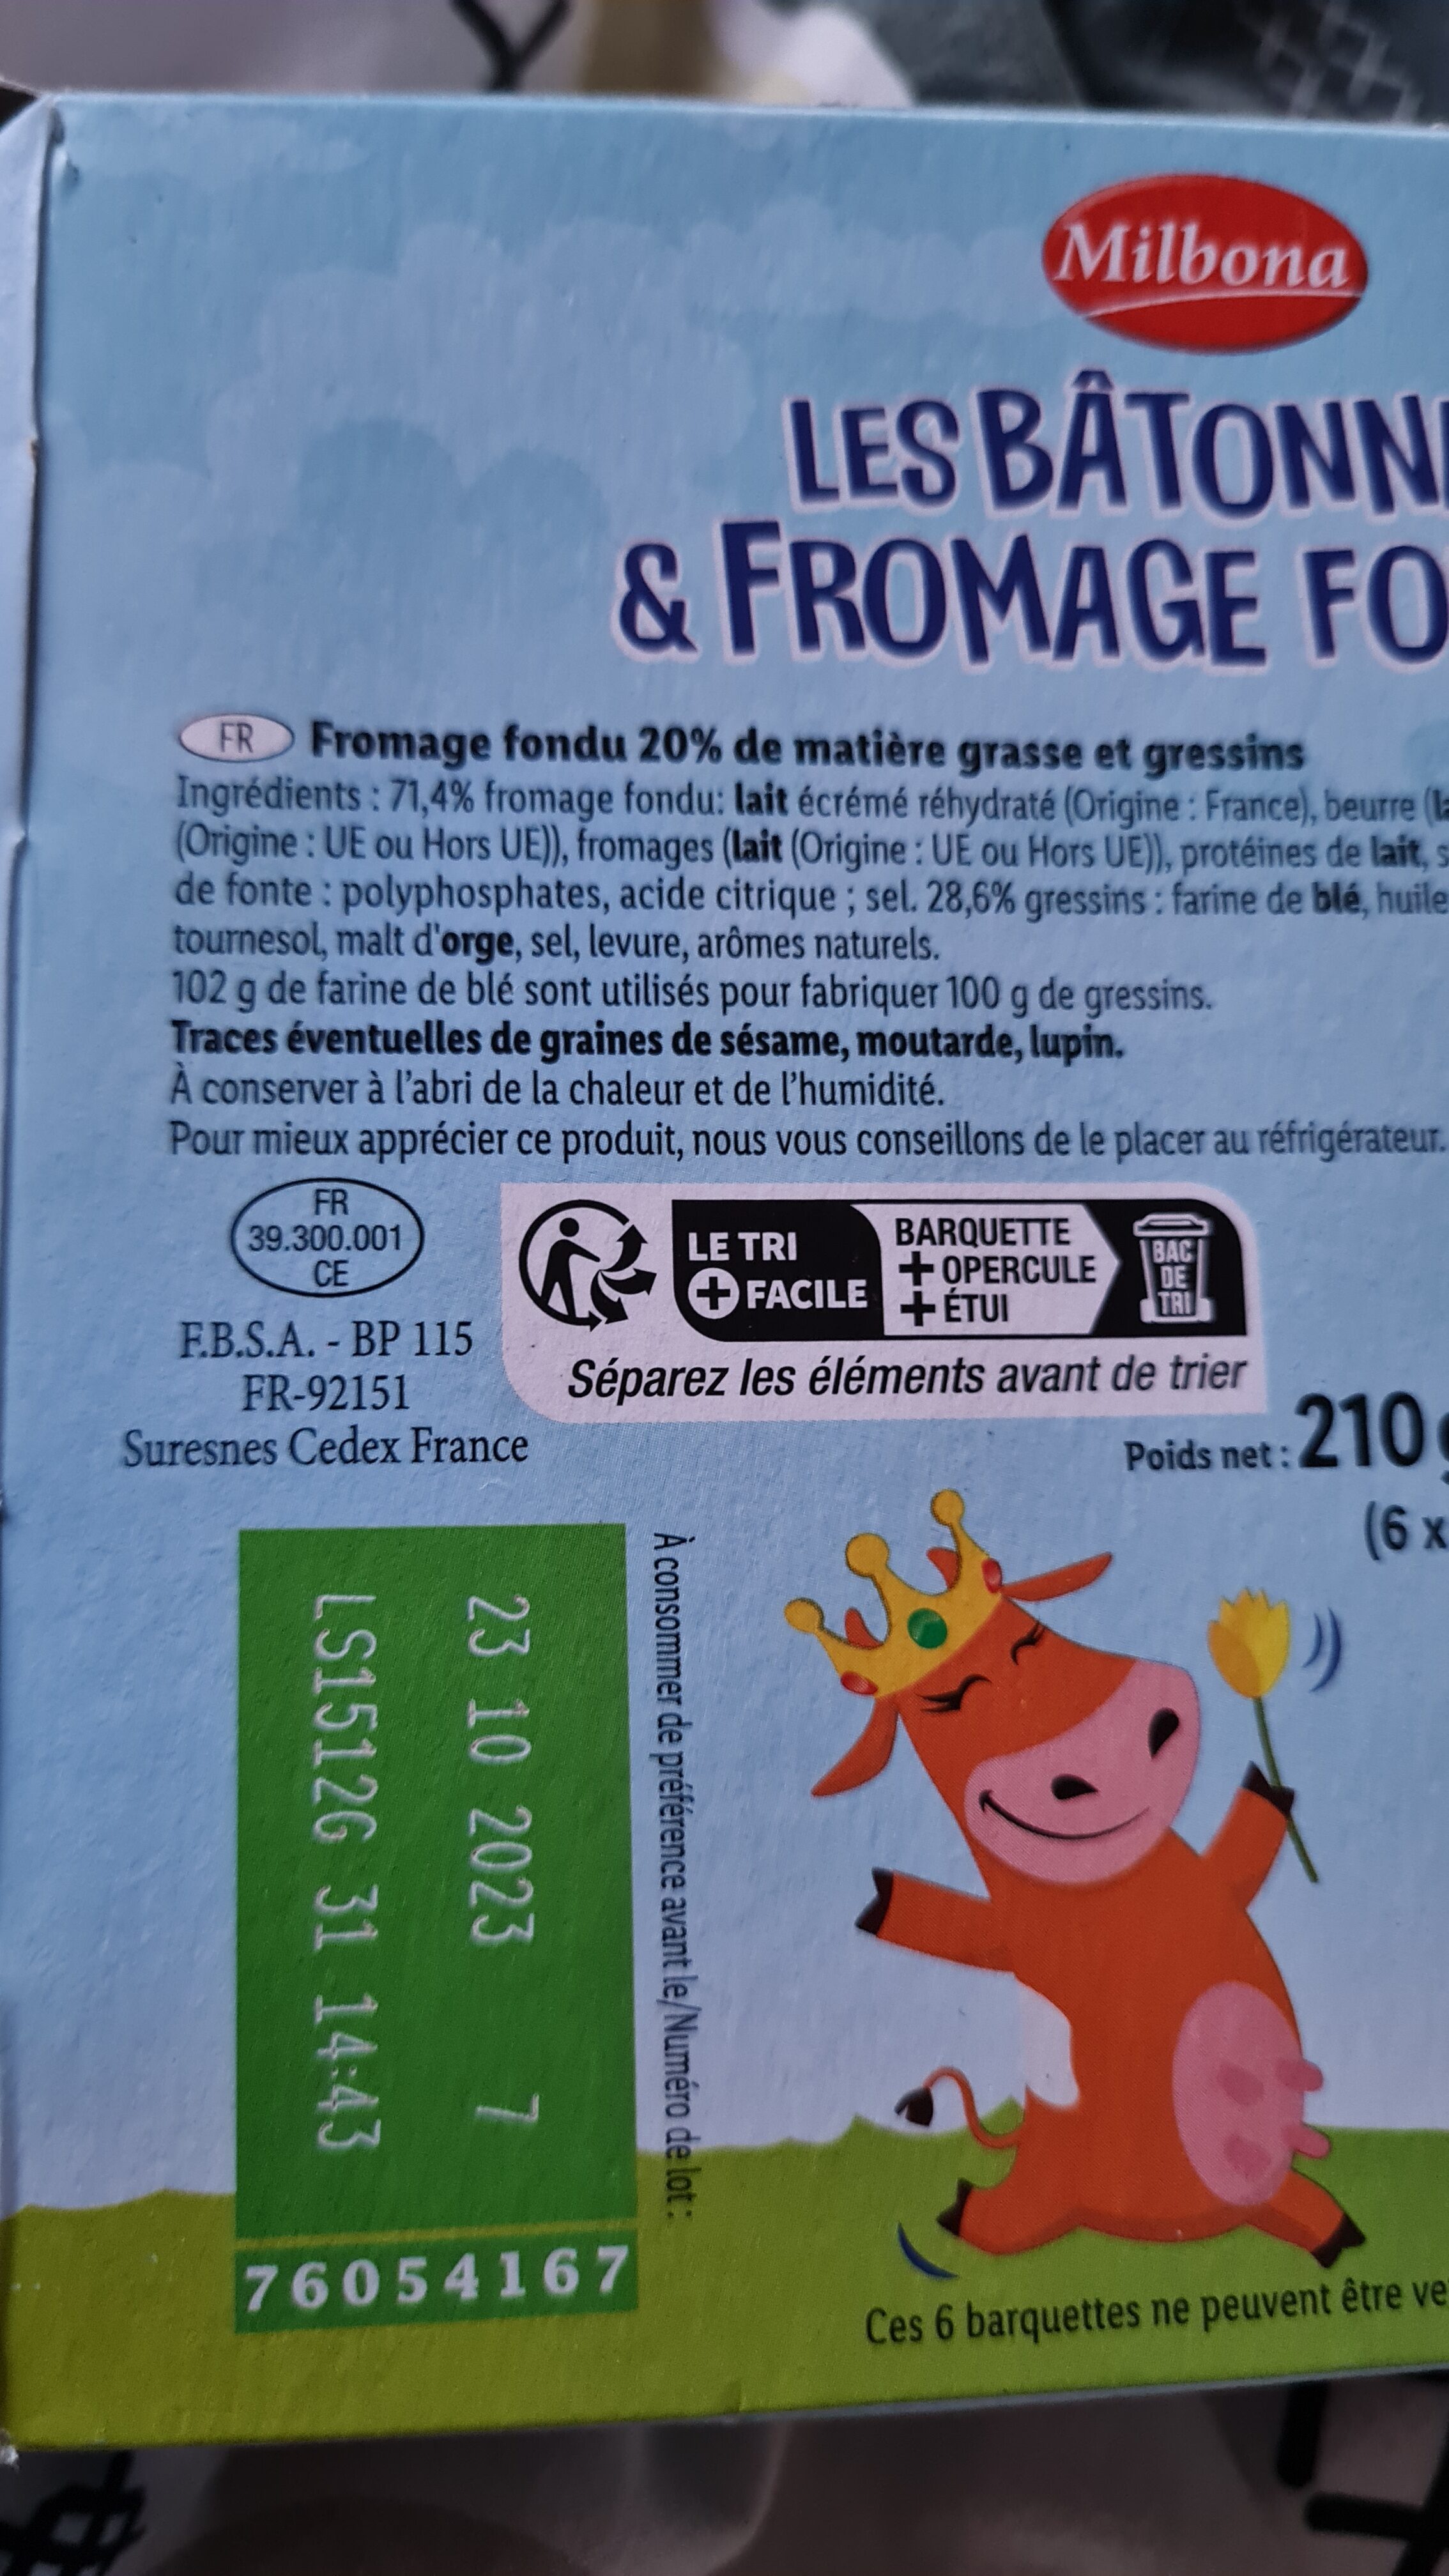 Milbona
LES BÂTONN
& FROMAGE FO
FR Fromage fondu 20% de matière grasse et gressins
Ingrédients : 71,4% fromage fondu: lait écrémé réhydraté (Origine : France), beurre (
(Origine : UE ou Hors UE)), fromages (lait (Origine : UE ou Hors UE)), protéines de lait, s
de fonte : polyphosphates, acide citrique ; sel. 28,6% gressins : farine de blé, huile
tournesol, malt d'orge, sel, levure, arômes naturels.
102 g de farine de blé sont utilisés pour fabriquer 100 g de gressins.
Traces éventuelles de graines de sésame, moutarde, lupin.
À conserver à l'abri de la chaleur et de l'humidité.
Pour mieux apprécier ce produit, nous vous conseillons de le placer au réfrigérateur.
FR
39.300.001
CE
F.B.S.A. - BP 115
FR-92151
Suresnes Cedex France
LE TRI
+ FACILE
BARQUETTE
+ OPERCULE
+ ÉTUI
BAC
DE
TRI
Séparez les éléments avant de trier
Poids net : 210 g
(6 x
À consommer de préférence avant le/Numéro de lot :
23 10 2023 7
LS1512G 31 14:43
76054167
Ces 6 barquettes ne peuvent être ve